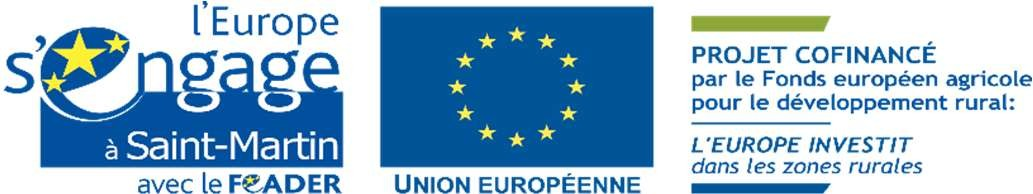 l'Europe
s'engage
à Saint-Martin
avec le FEADER
UNION EUROPÉENNE
PROJET COFINANCÉ
par le Fonds européen agricole
pour le développement rural:
L'EUROPE INVESTIT
dans les zones rurales